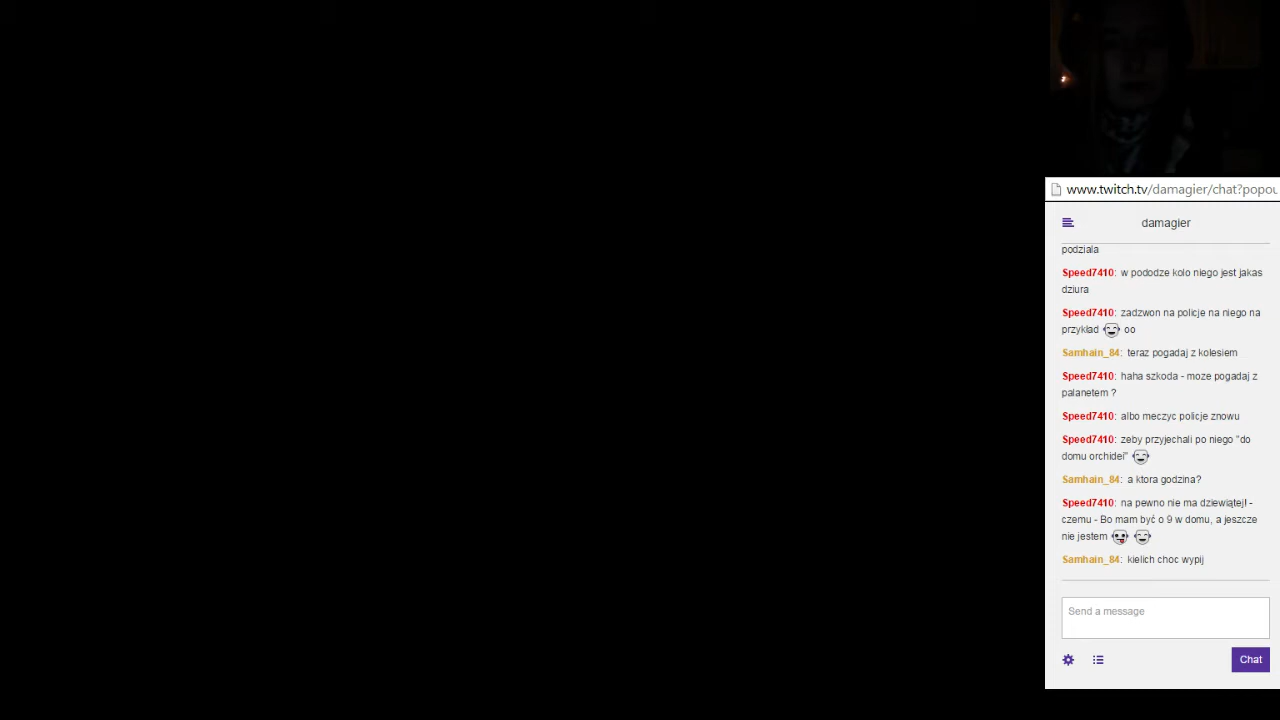 www.twitch.tv/damagier/chat?popou
damagier
podziala
Speed7410: w pododze kolo niego jest jakas
dziura
Speed7410: zadzwon na policje na niego na
przykład oo
Samhain_84: teraz pogadaj z kolesiem
Speed7410: haha szkoda - moze pogadaj z
palanetem ?
Speed7410: albo meczyc policje znowu
Speed7410: zeby przyjechali po niego "do
domu orchidei"
Samhain_84: a ktora godzina?
Speed7410: na pewno nie ma dziewiątej! -
czemu - Bo mam być o 9 w domu, a jeszcze
nie jestem
Samhain_84: kielich choc wypij
Send a message
Chat